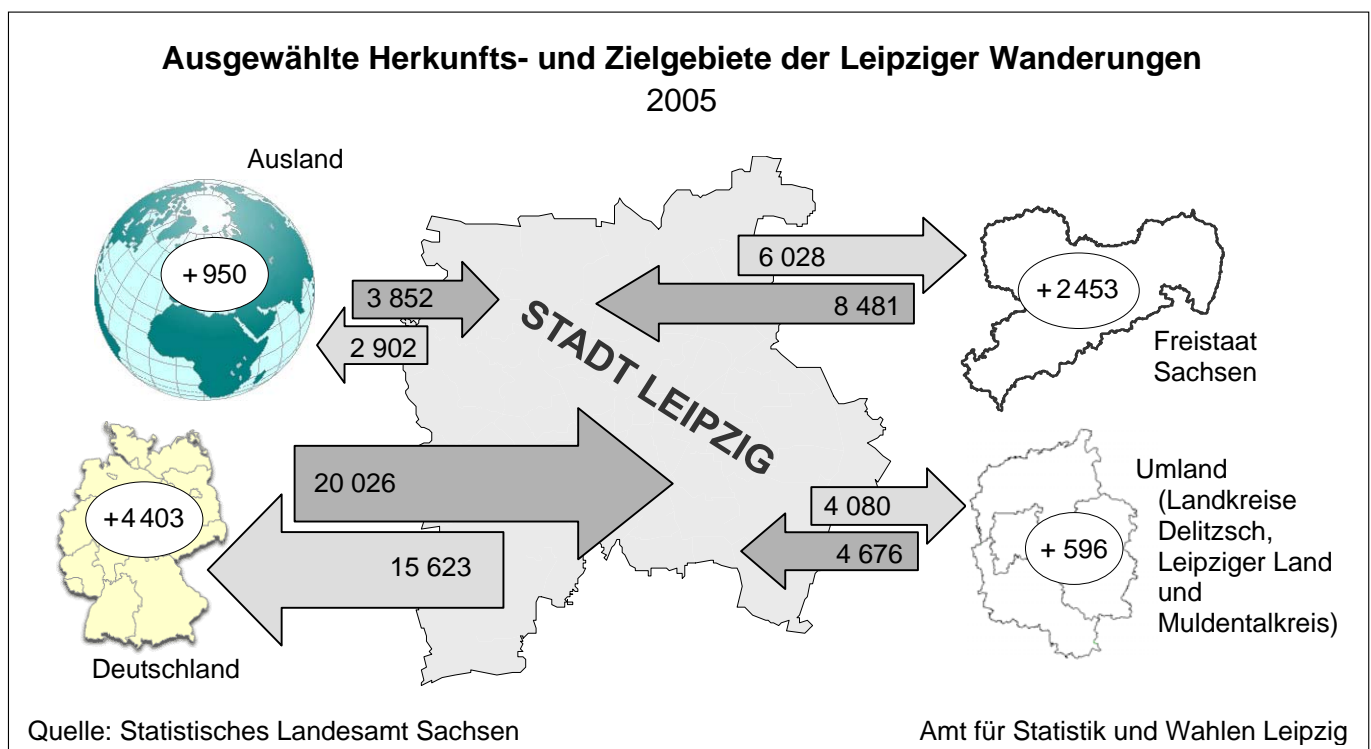 Ausgewählte Herkunfts- und Zielgebiete der Leipziger Wanderungen
2005
Ausland
+ 950
3 852
2 902
6 028
8 481
+ 2 453
Freistaat
Sachsen
STADT LEIPZIG
20 026
15 623
+ 4 403
Deutschland
4 080
4 676
+ 596
Umland
(Landkreise
Delitzsch,
Leipziger Land
und
Muldentalkreis)
Quelle: Statistisches Landesamt Sachsen
Amt für Statistik und Wahlen Leipzig